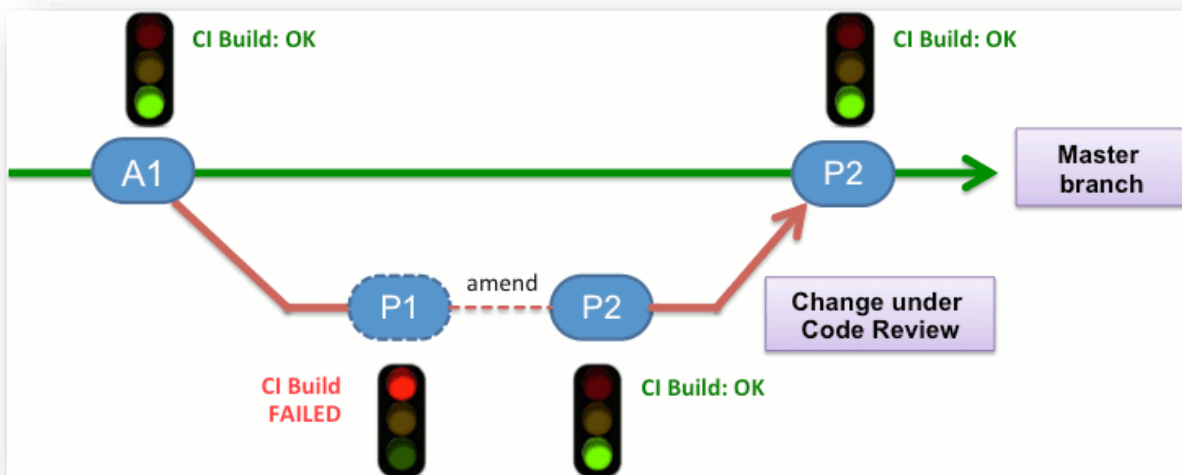 CI Build: OK
CI Build: OK
A1
P2
Master
branch
P1
amend
P2
Change under
Code Review
CI Build
FAILED
CI Build: OK